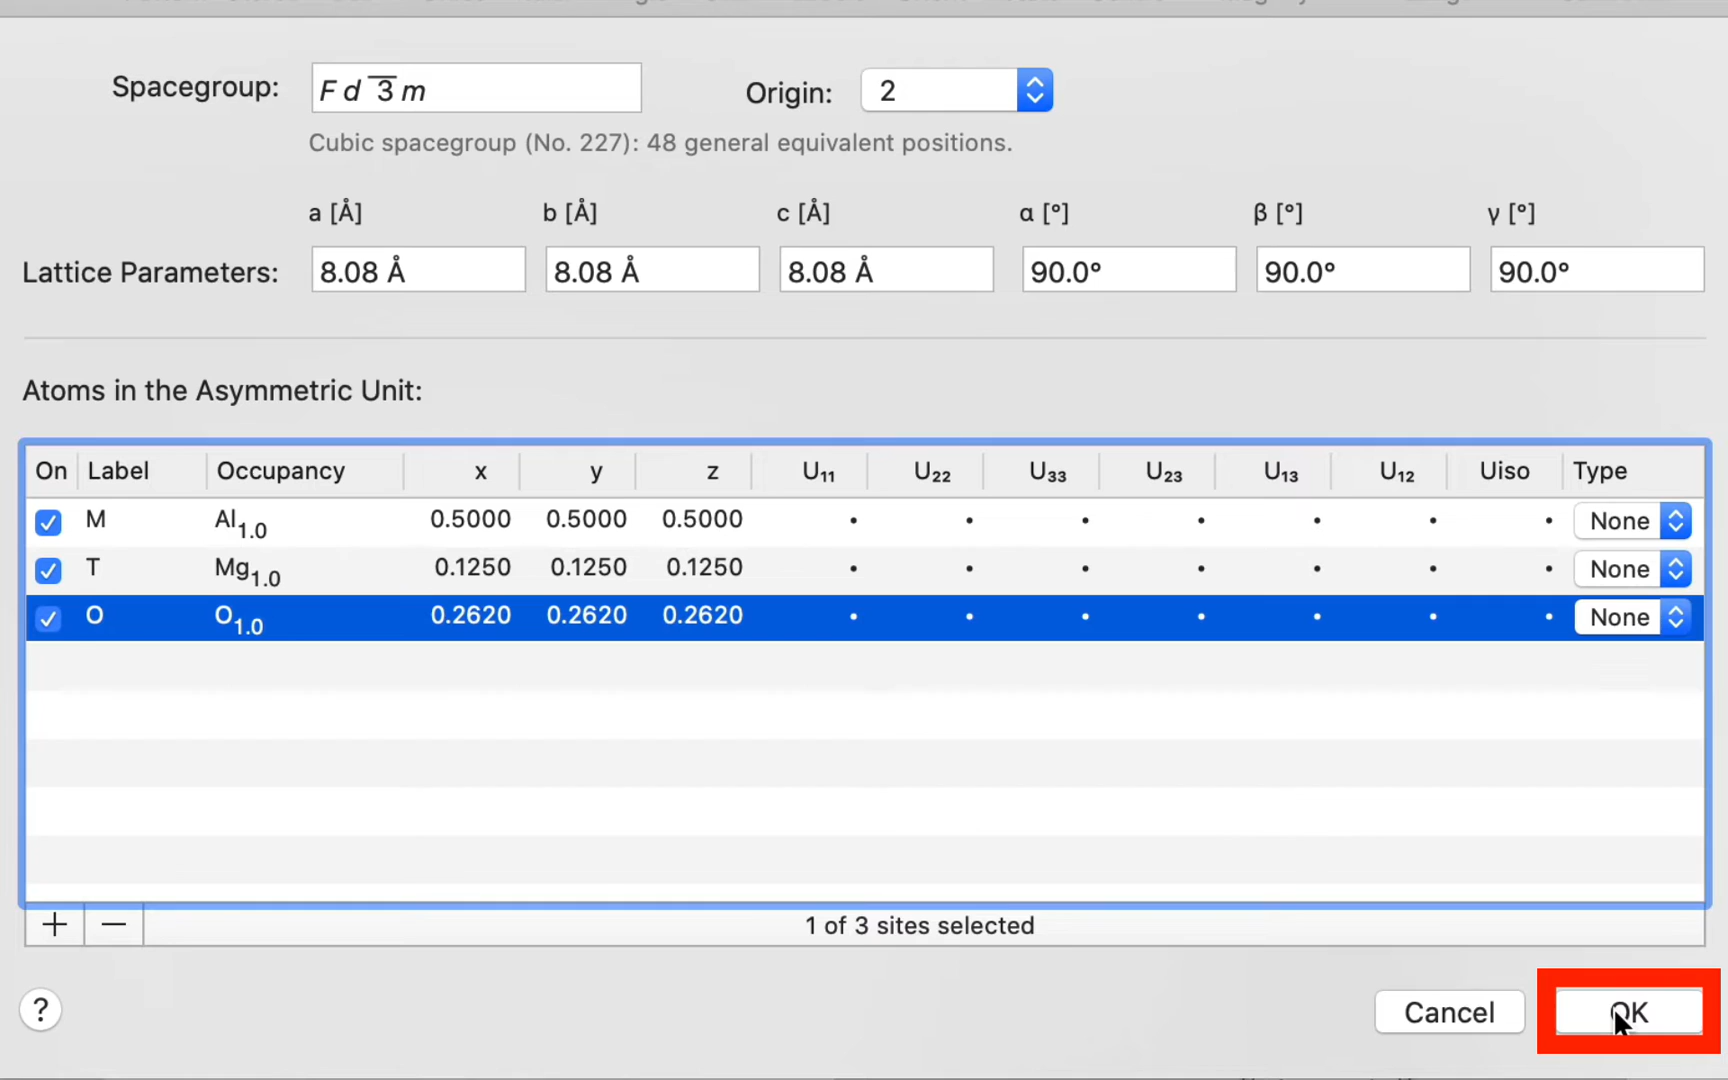 Spacegroup: F d 3̅ m Origin: 2
Cubic spacegroup (No. 227): 48 general equivalent positions.
a [Å] b [Å] c [Å] α [°] β [°] γ [°]
Lattice Parameters: 8.08 Å 8.08 Å 8.08 Å 90.0° 90.0° 90.0°
Atoms in the Asymmetric Unit:
On Label Occupancy x y z U₁₁ U₂₂ U₃₃ U₂₃ U₁₃ U₁₂ Uiso Type
M Al₁.₀ 0.5000 0.5000 0.5000 • • • • • • • None
T Mg₁.₀ 0.1250 0.1250 0.1250 • • • • • • • None
O O₁.₀ 0.2620 0.2620 0.2620 • • • • • • • None
+ − 1 of 3 sites selected
? Cancel OK